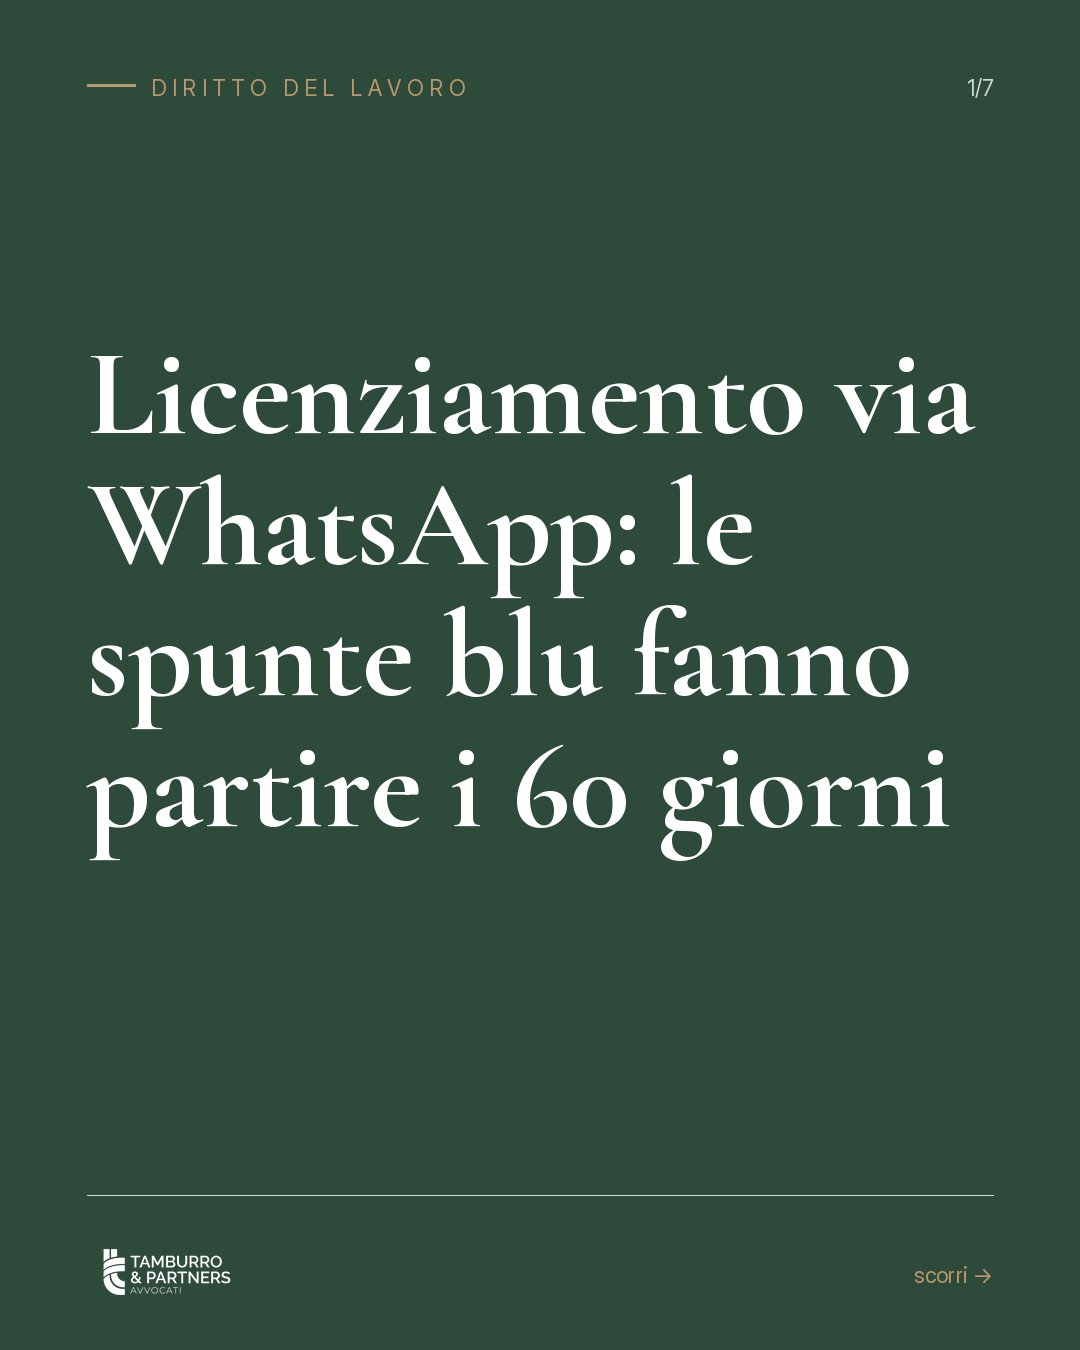 DIRITTO DEL LAVORO
1/7
Licenziamento via
WhatsApp: le
spunte blu fanno
partire i 60 giorni
TAMBURRO
& PARTNERS
AVVOCATI
scorri →